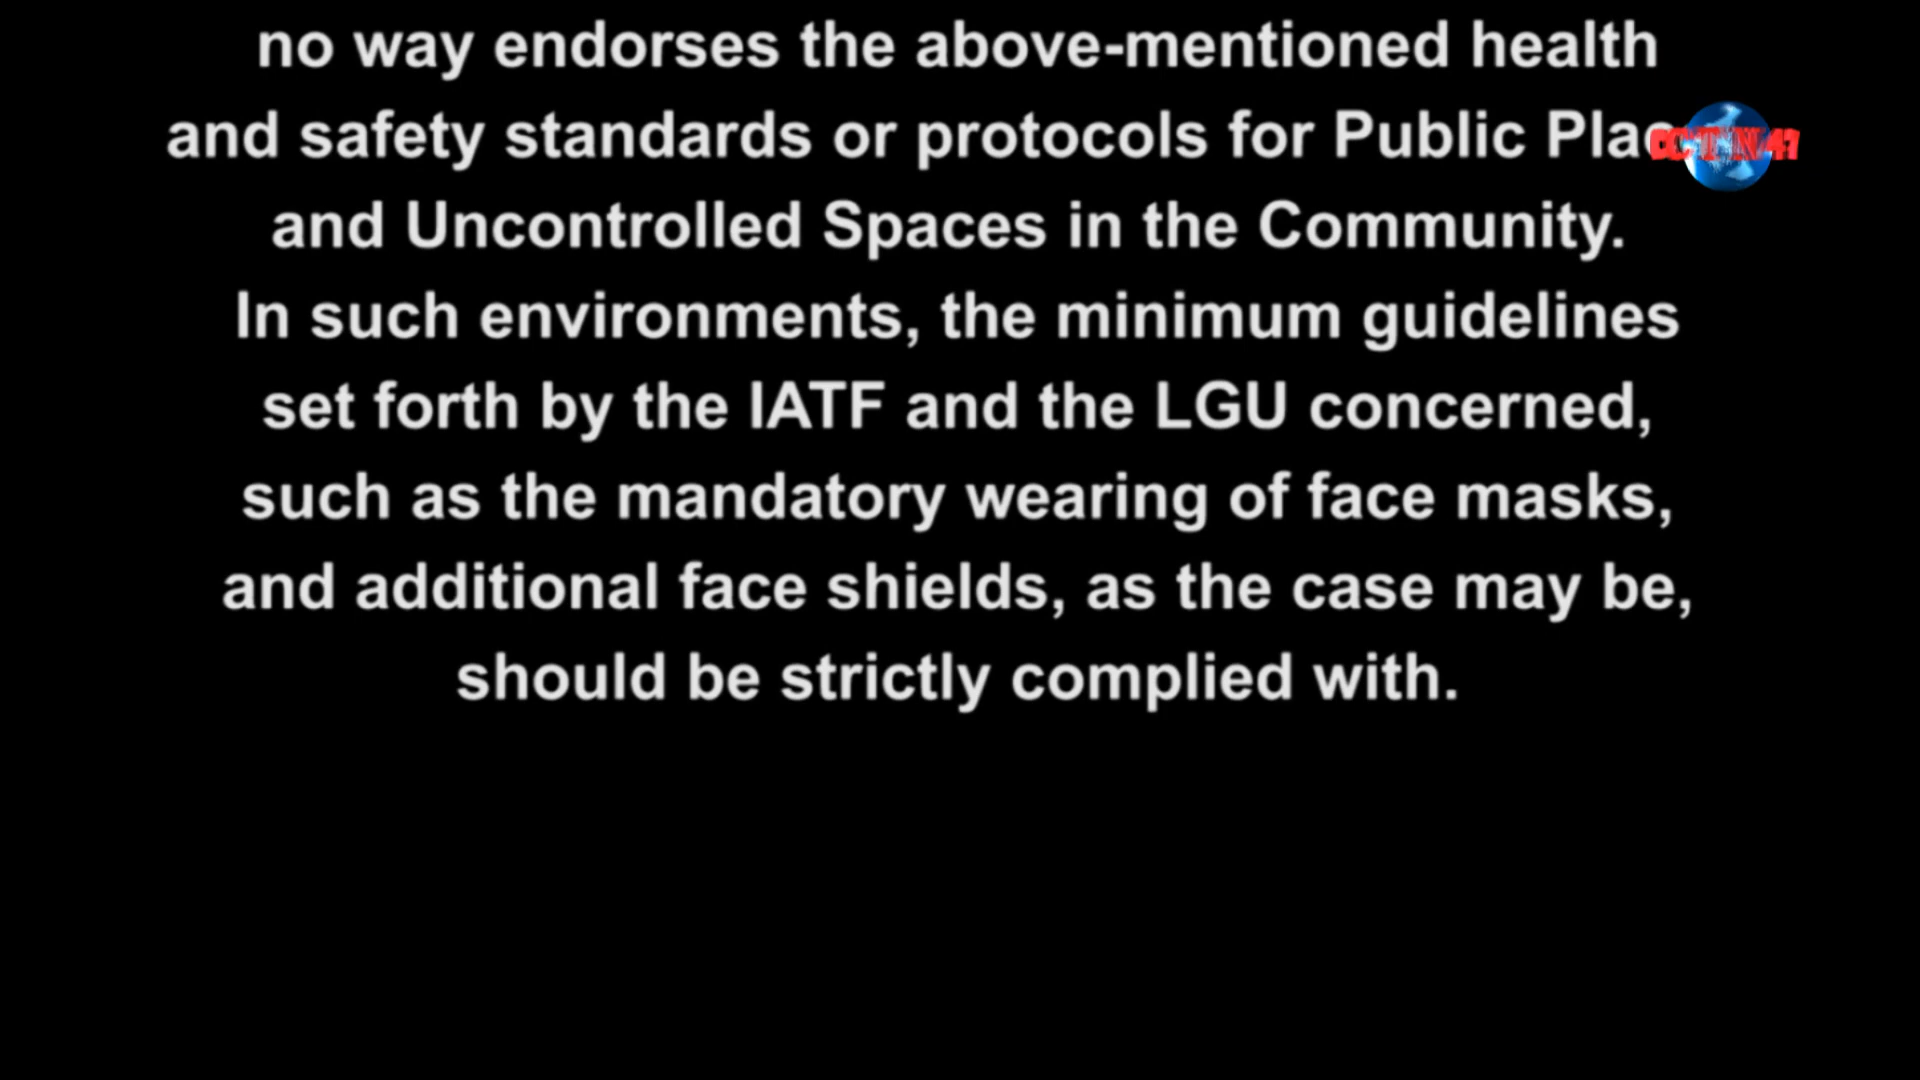 no way endorses the above-mentioned health
and safety standards or protocols for Public
and Uncontrolled Spaces in the Community.
In such environments, the minimum guidelines
set forth by the IATF and the LGU concerned,
such as the mandatory wearing of face masks,
and additional face shields, as the case may be,
should be strictly complied with.